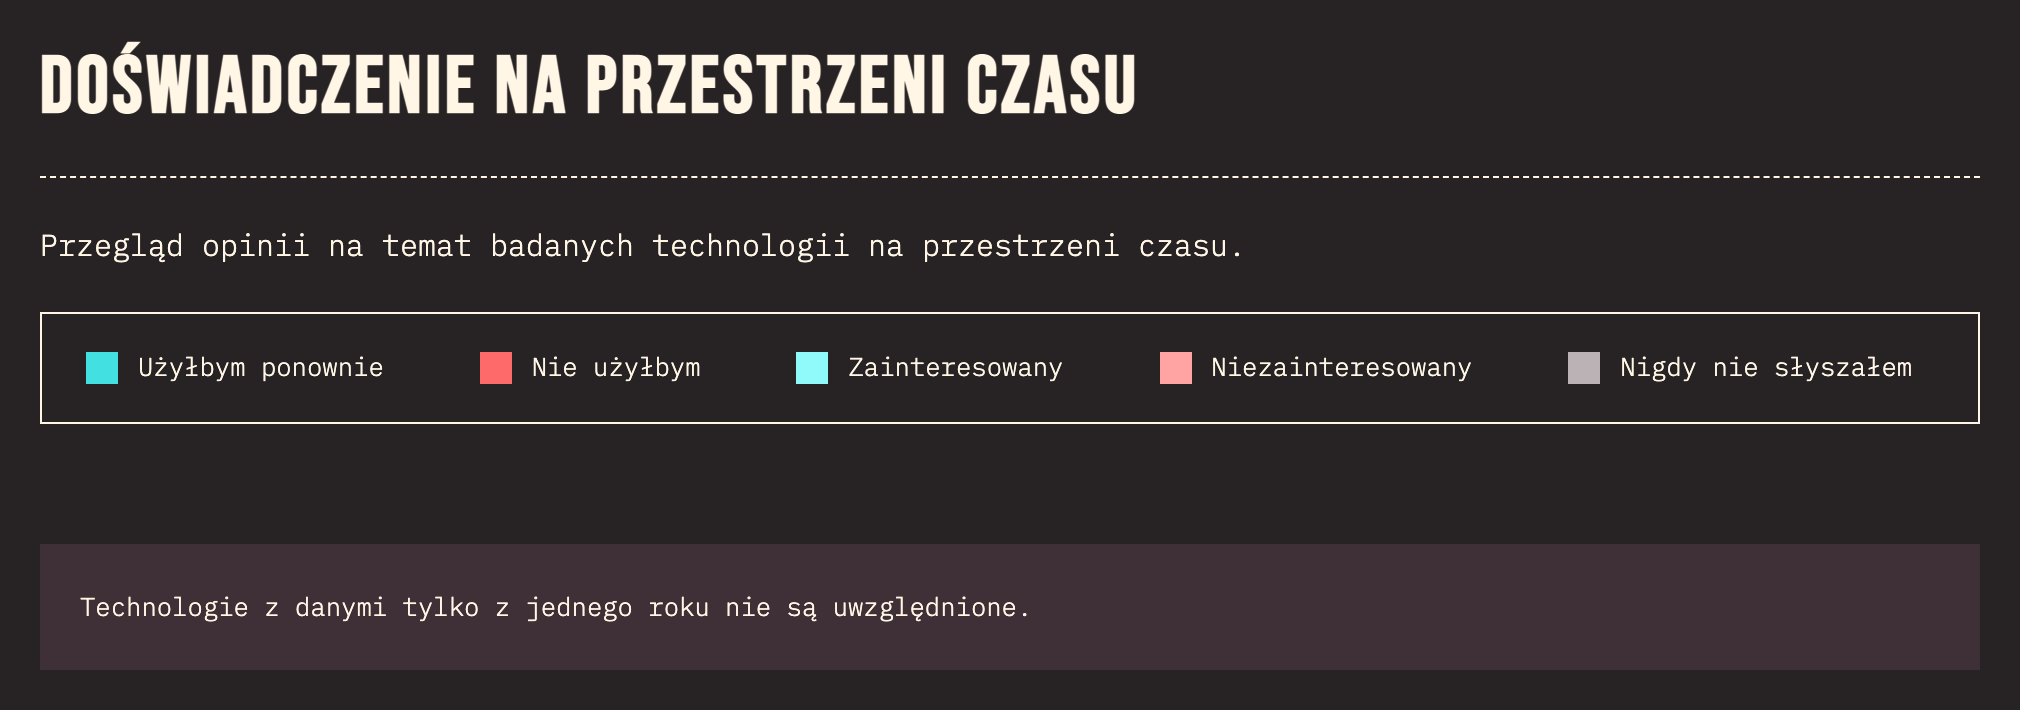 DOŚWIADCZENIE NA PRZESTRZENI CZASU
Przegląd opinii na temat badanych technologii na przestrzeni czasu.
Użyłbym ponownie Nie użyłbym Zainteresowany Niezainteresowany Nigdy nie słyszałem
Technologie z danymi tylko z jednego roku nie są uwzględnione.